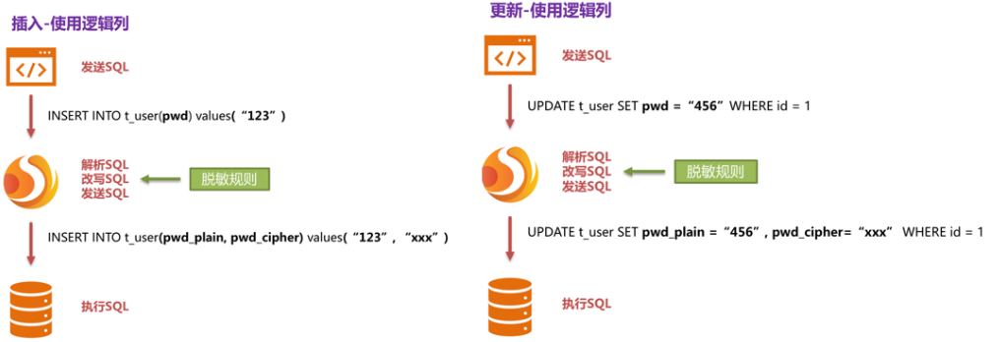 插入-使用逻辑列
发送SQL
INSERT INTO t_user(pwd) values(“123”)
解析SQL
改写SQL
发送SQL
脱敏规则
INSERT INTO t_user(pwd_plain, pwd_cipher) values(“123”, “xxx”)
执行SQL
更新-使用逻辑列
发送SQL
UPDATE t_user SET pwd =“456” WHERE id = 1
解析SQL
改写SQL
发送SQL
脱敏规则
UPDATE t_user SET pwd_plain =“456”, pwd_cipher=“xxx” WHERE id = 1
执行SQL